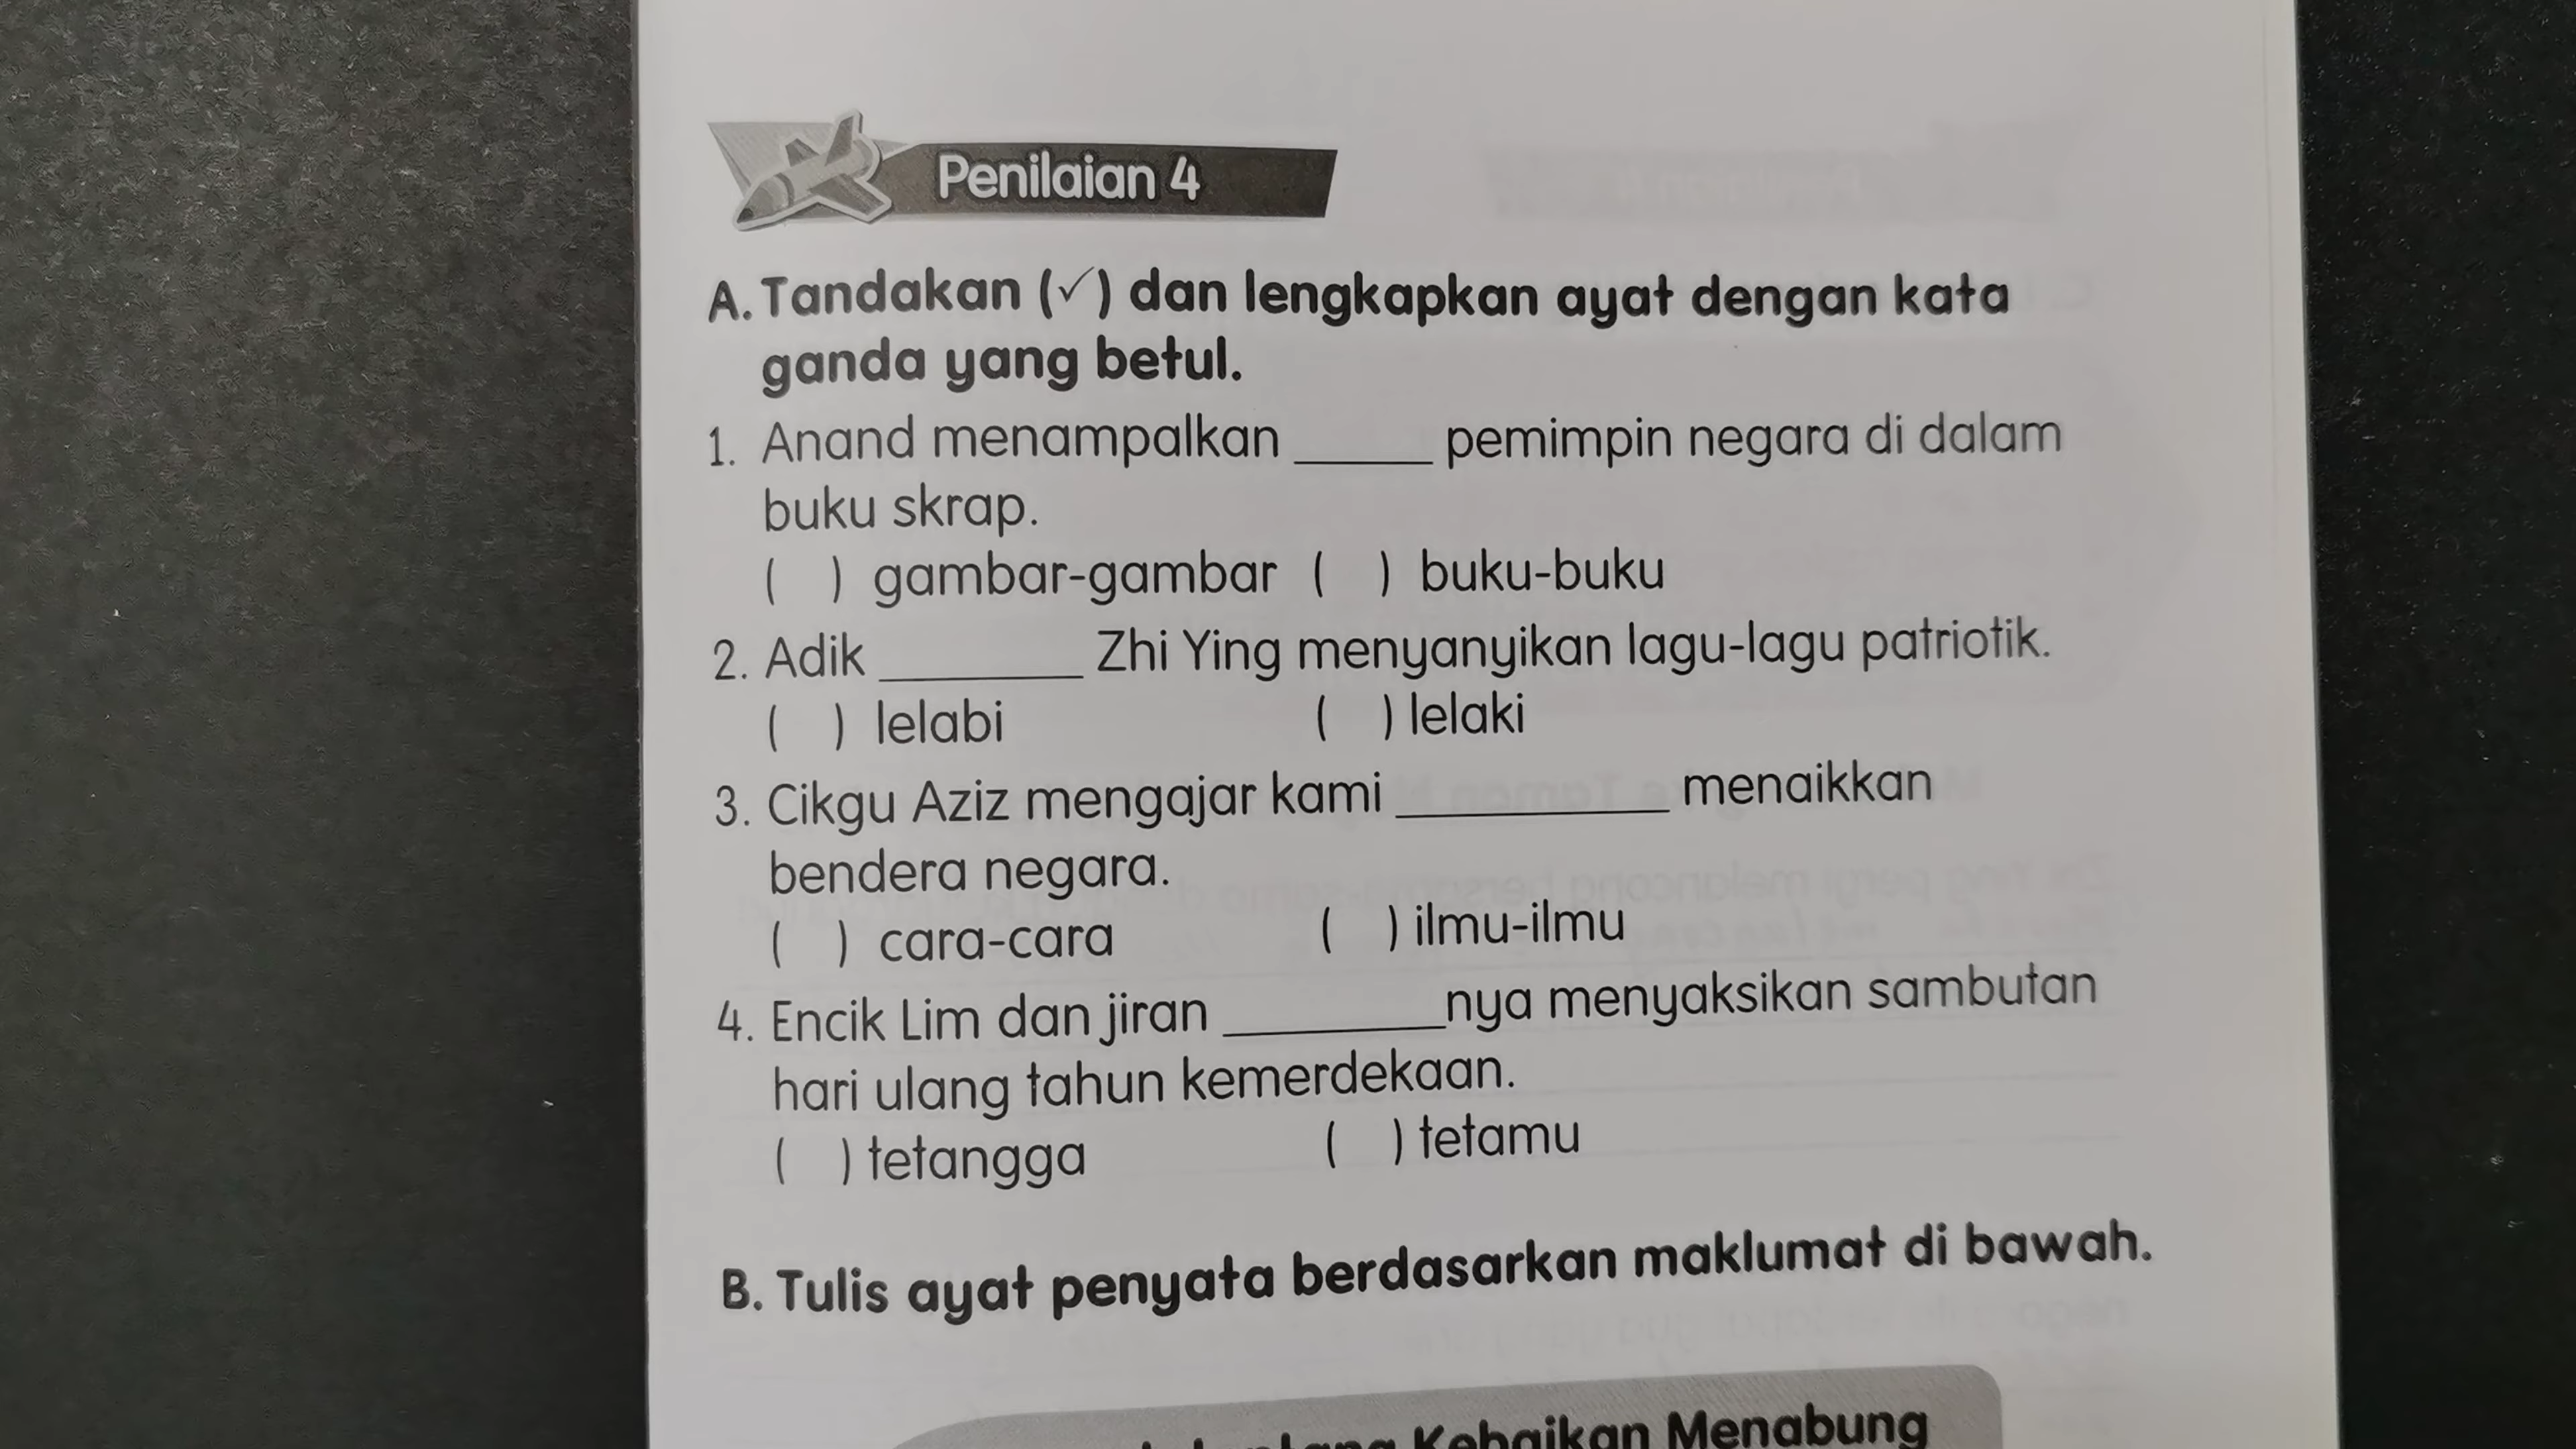 Penilaian 4
A. Tandakan (✓) dan lengkapkan ayat dengan kata
ganda yang betul.
1. Anand menampalkan ______ pemimpin negara di dalam
buku skrap.
( ) gambar-gambar ( ) buku-buku
2. Adik ________ Zhi Ying menyanyikan lagu-lagu patriotik.
( ) lelabi ( ) lelaki
3. Cikgu Aziz mengajar kami __________ menaikkan
bendera negara.
( ) cara-cara ( ) ilmu-ilmu
4. Encik Lim dan jiran ________nya menyaksikan sambutan
hari ulang tahun kemerdekaan.
( ) tetangga ( ) tetamu
B. Tulis ayat penyata berdasarkan maklumat di bawah.
Kebaikan Menabung